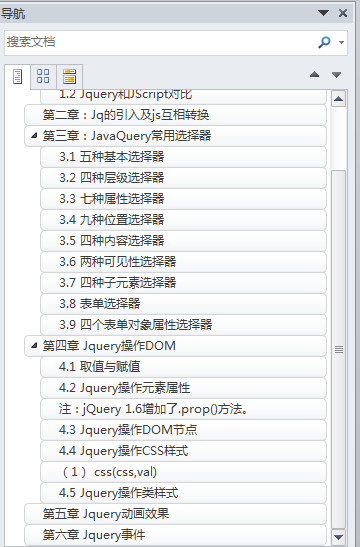 导航
搜索文档
1.2 Jquery和JScript对比
第二章：Jq的引入及js互相转换
第三章：JavaQuery常用选择器
3.1 五种基本选择器
3.2 四种层级选择器
3.3 七种属性选择器
3.4 九种位置选择器
3.5 四种内容选择器
3.6 两种可见性选择器
3.7 四种子元素选择器
3.8 表单选择器
3.9 四个表单对象属性选择器
第四章 Jquery操作DOM
4.1 取值与赋值
4.2 Jquery操作元素属性
注：jQuery 1.6增加了.prop()方法。
4.3 Jquery操作DOM节点
4.4 Jquery操作CSS样式
（1）css(css,val)
4.5 Jquery操作类样式
第五章 Jquery动画效果
第六章 Jquery事件